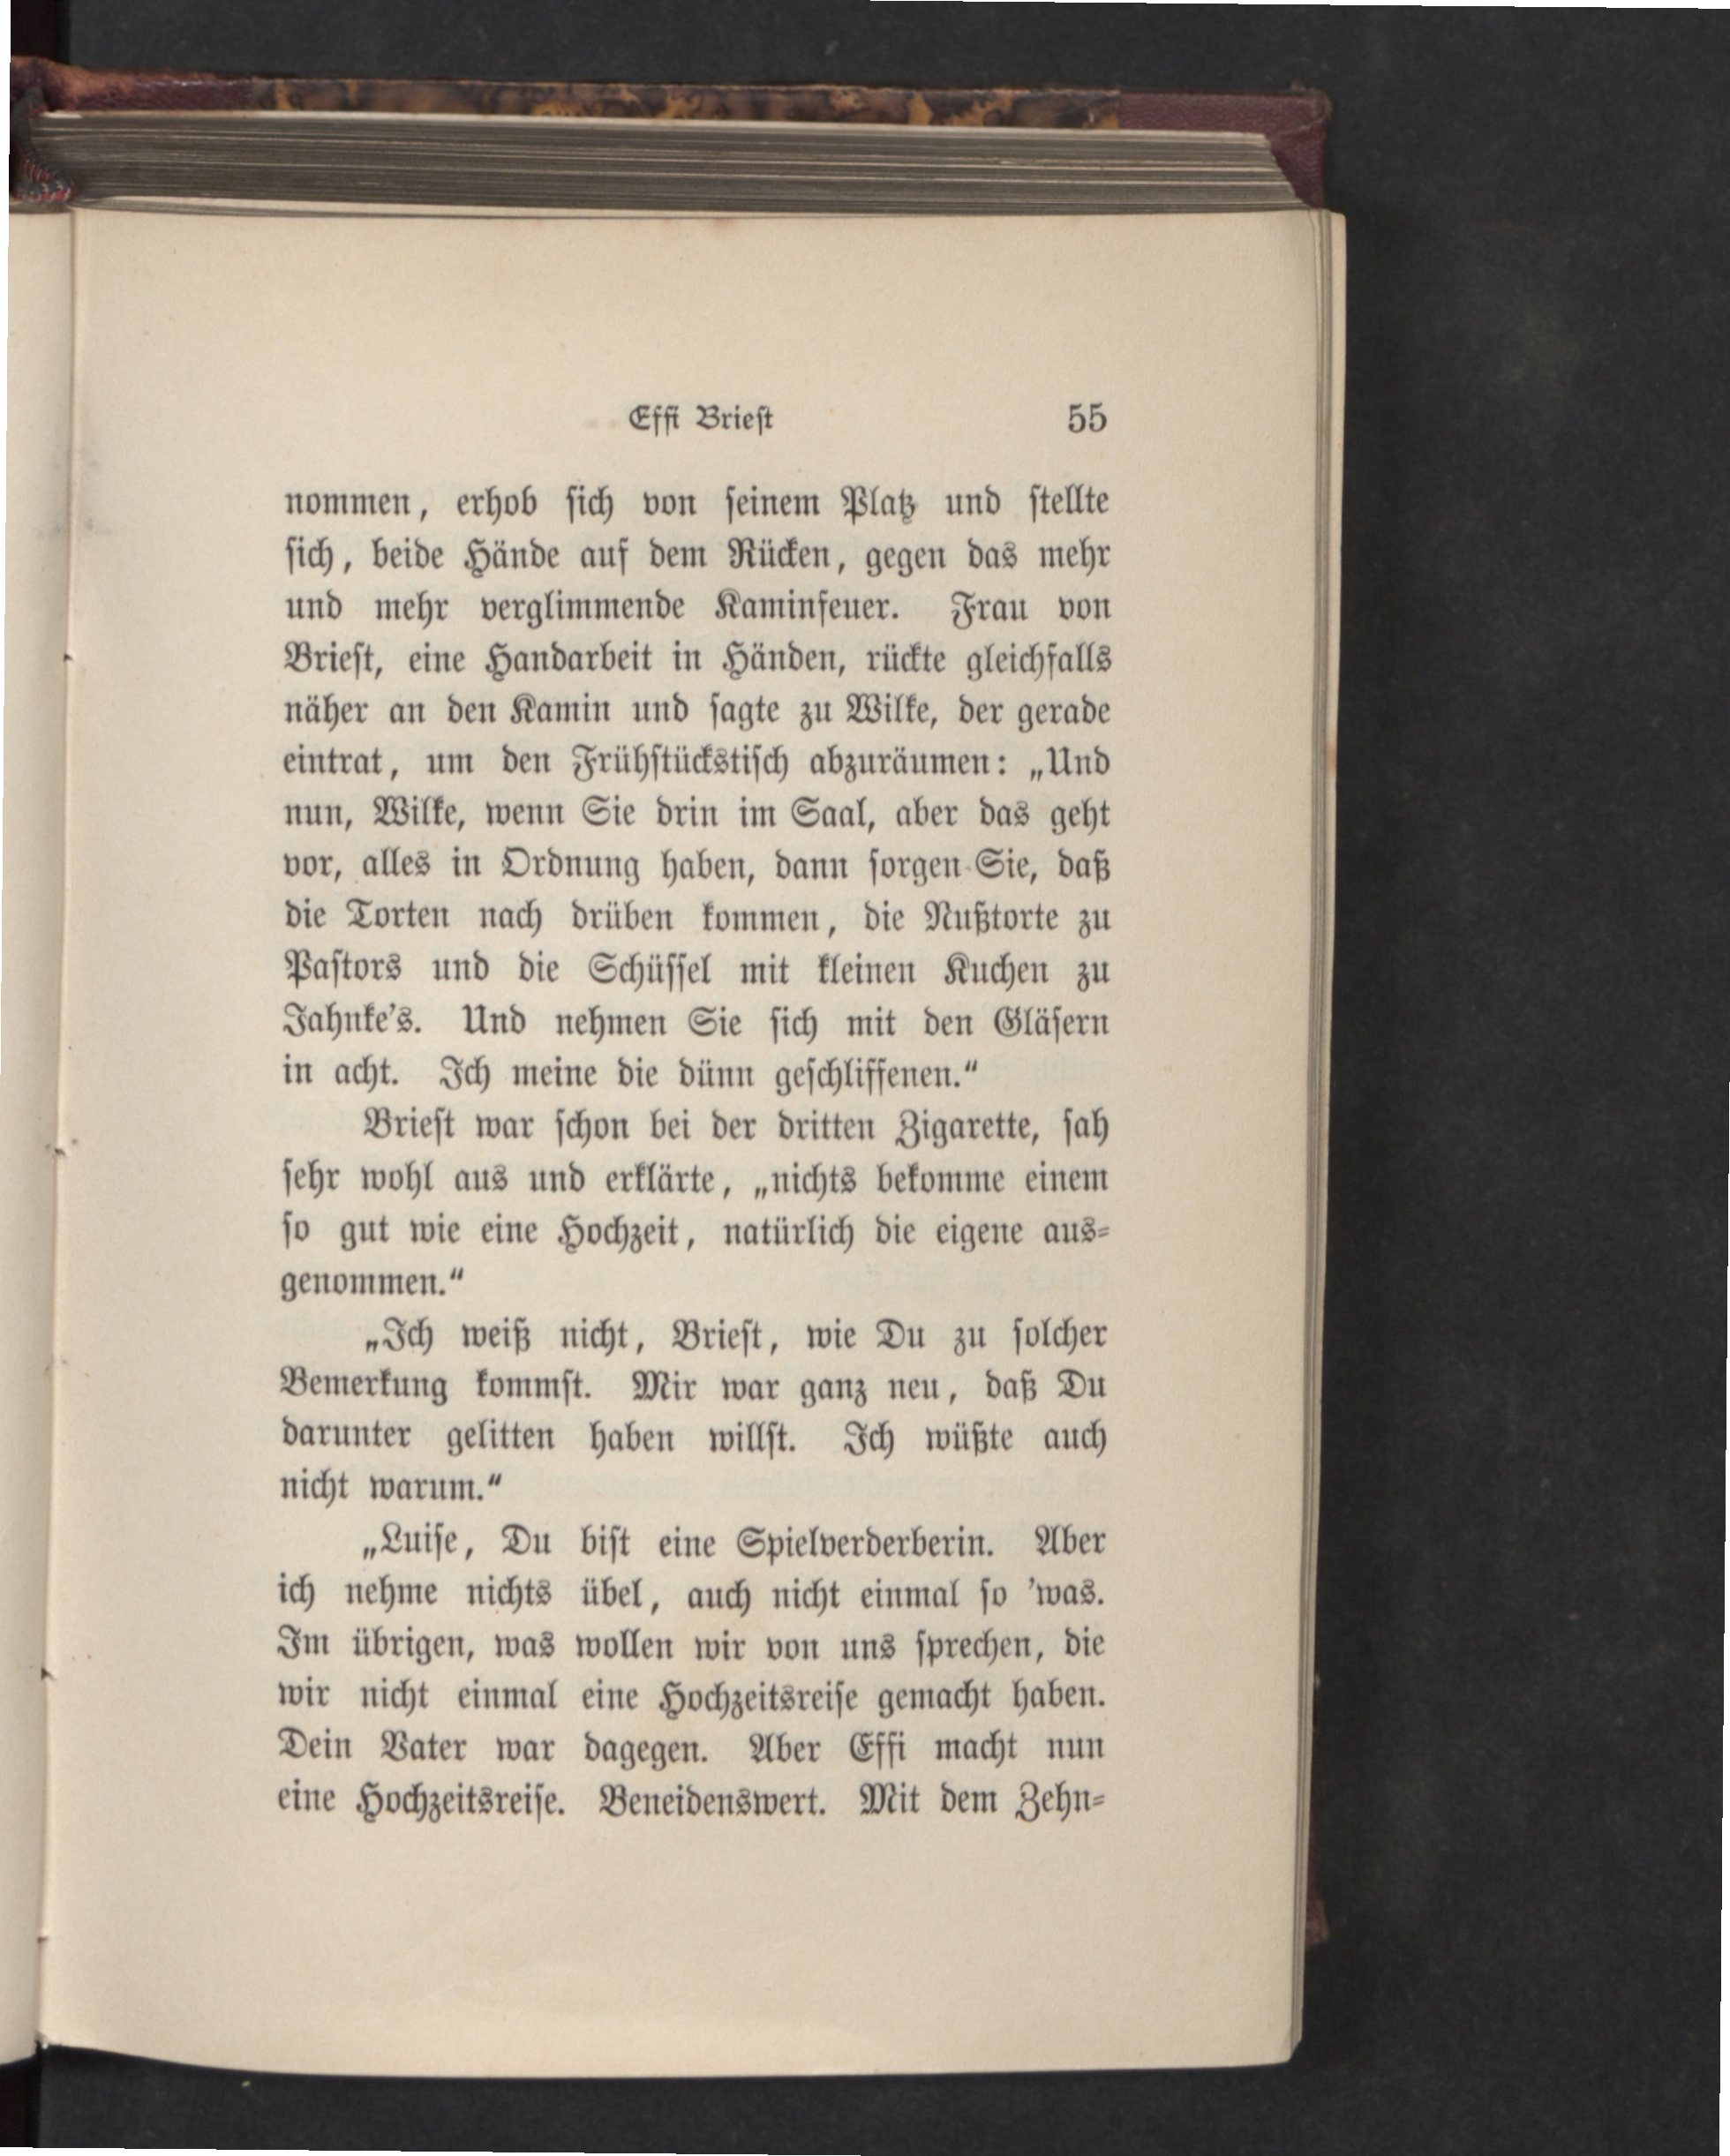 Effi Briest 55
nommen, erhob sich von seinem Platz und stellte
sich, beide Hände auf dem Rücken, gegen das mehr
und mehr verglimmende Kaminfeuer. Frau von
Briest, eine Handarbeit in Händen, rückte gleichfalls
näher an den Kamin und sagte zu Wilke, der gerade
eintrat, um den Frühstückstisch abzuräumen: „Und
nun, Wilke, wenn Sie drin im Saal, aber das geht
vor, alles in Ordnung haben, dann sorgen Sie, daß
die Torten nach drüben kommen, die Nußtorte zu
Pastors und die Schüssel mit kleinen Kuchen zu
Jahnke’s. Und nehmen Sie sich mit den Gläsern
in acht. Ich meine die dünn geschliffenen.“
Briest war schon bei der dritten Zigarette, sah
sehr wohl aus und erklärte, „nichts bekomme einem
so gut wie eine Hochzeit, natürlich die eigene aus-
genommen.“
„Ich weiß nicht, Briest, wie Du zu solcher
Bemerkung kommst. Mir war ganz neu, daß Du
darunter gelitten haben willst. Ich wüßte auch
nicht warum.“
„Luise, Du bist eine Spielverderberin. Aber
ich nehme nichts übel, auch nicht einmal so ’was.
Im übrigen, was wollen wir von uns sprechen, die
wir nicht einmal eine Hochzeitsreise gemacht haben.
Dein Vater war dagegen. Aber Effi macht nun
eine Hochzeitsreise. Beneidenswert. Mit dem Zehn-